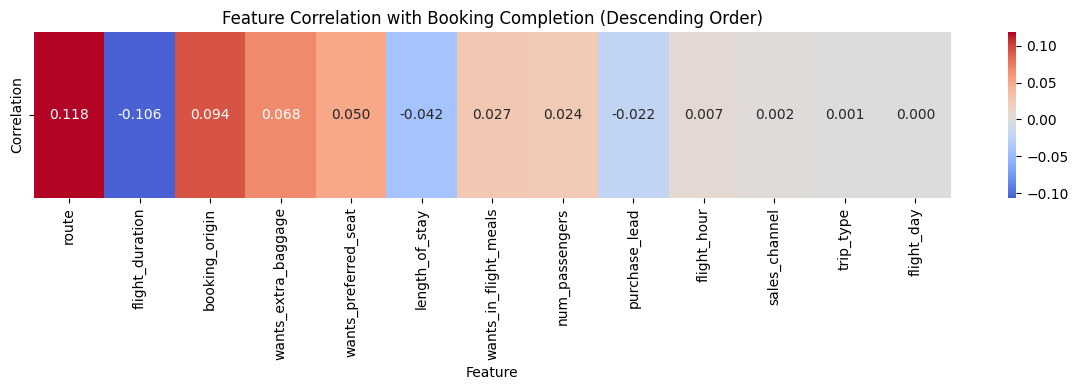 Feature Correlation with Booking Completion (Descending Order)
Correlation
0.118 -0.106 0.094 0.068 0.050 -0.042 0.027 0.024 -0.022 0.007 0.002 0.001 0.000
route
flight_duration
booking_origin
wants_extra_baggage
wants_preferred_seat
length_of_stay
wants_in_flight_meals
num_passengers
purchase_lead
flight_hour
sales_channel
trip_type
flight_day
Feature
0.10
0.05
0.00
−0.05
−0.10